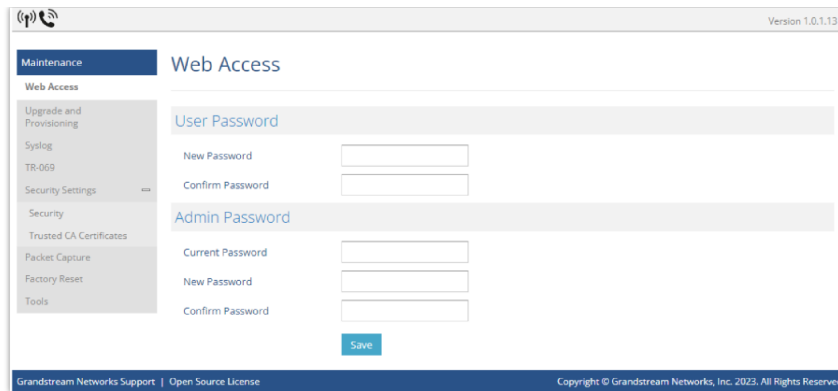 Version 1.0.1.13
Maintenance
Web Access
Upgrade and
Provisioning
Syslog
TR-069
Security Settings
Security
Trusted CA Certificates
Packet Capture
Factory Reset
Tools
Web Access
User Password
New Password
Confirm Password
Admin Password
Current Password
New Password
Confirm Password
Save
Grandstream Networks Support | Open Source License
Copyright © Grandstream Networks, Inc. 2023. All Rights Reserve